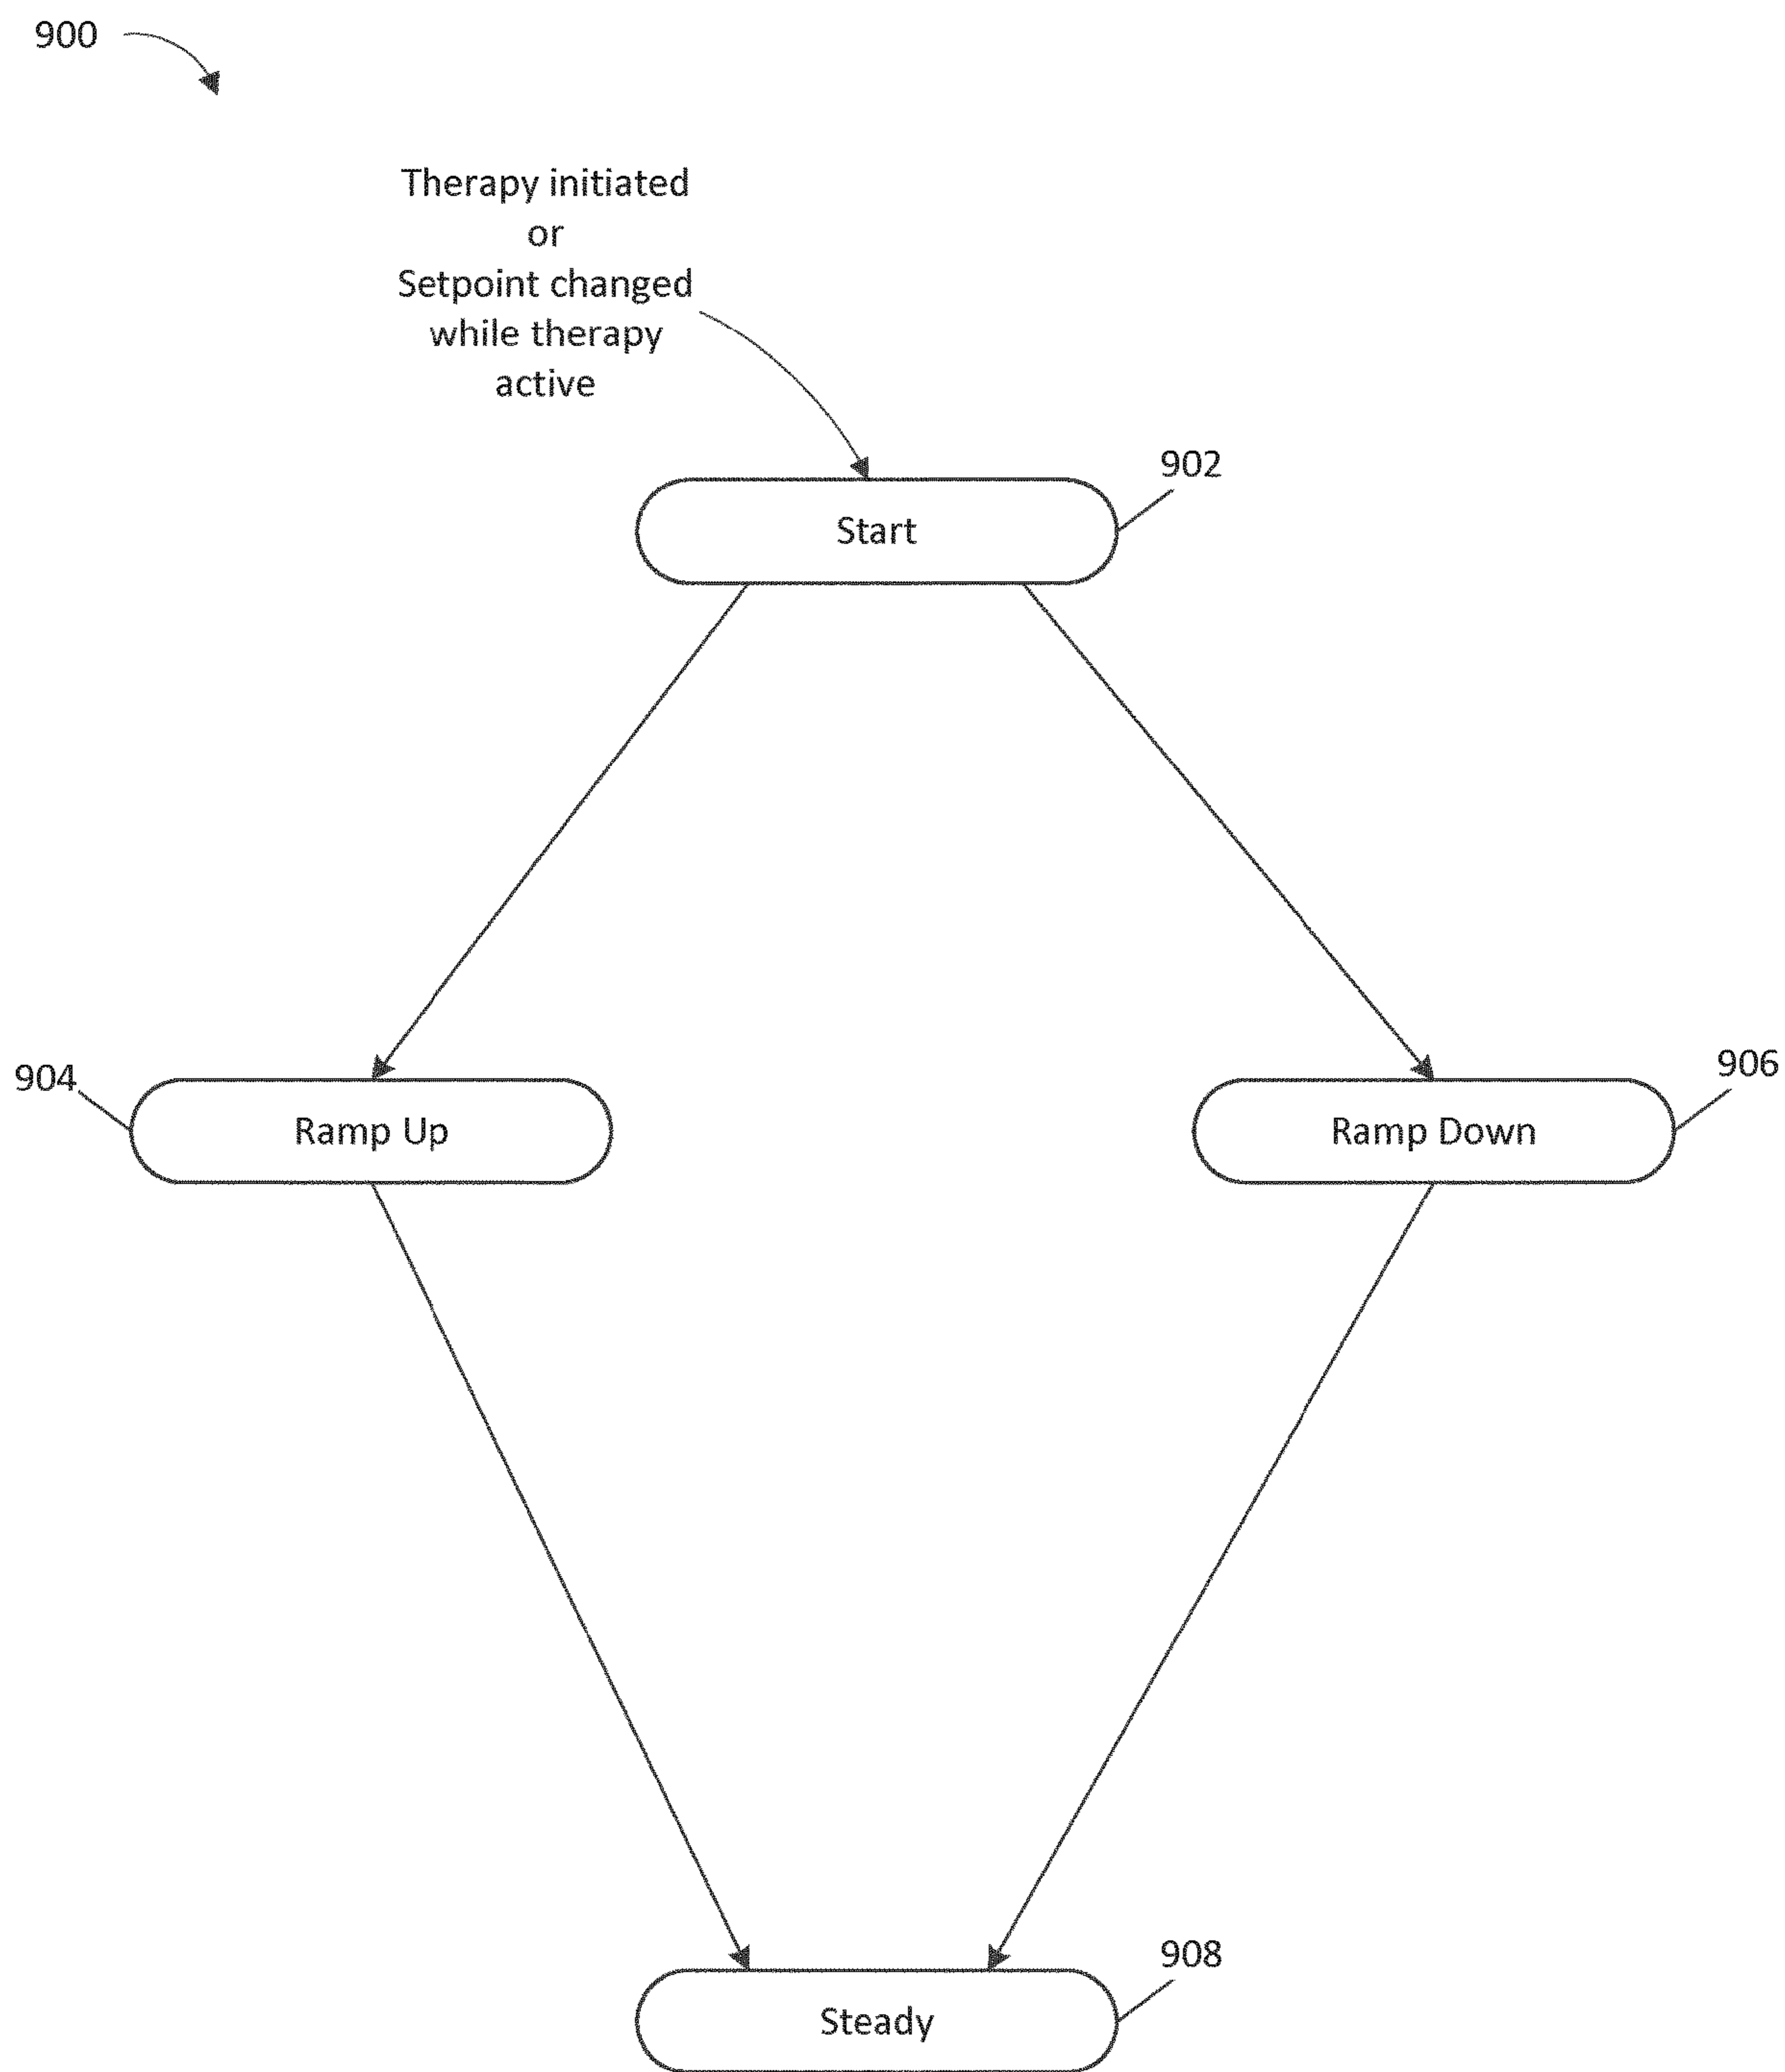 900
Therapy initiated
or
Setpoint changed
while therapy
active
902
Start
904
Ramp Up
906
Ramp Down
908
Steady